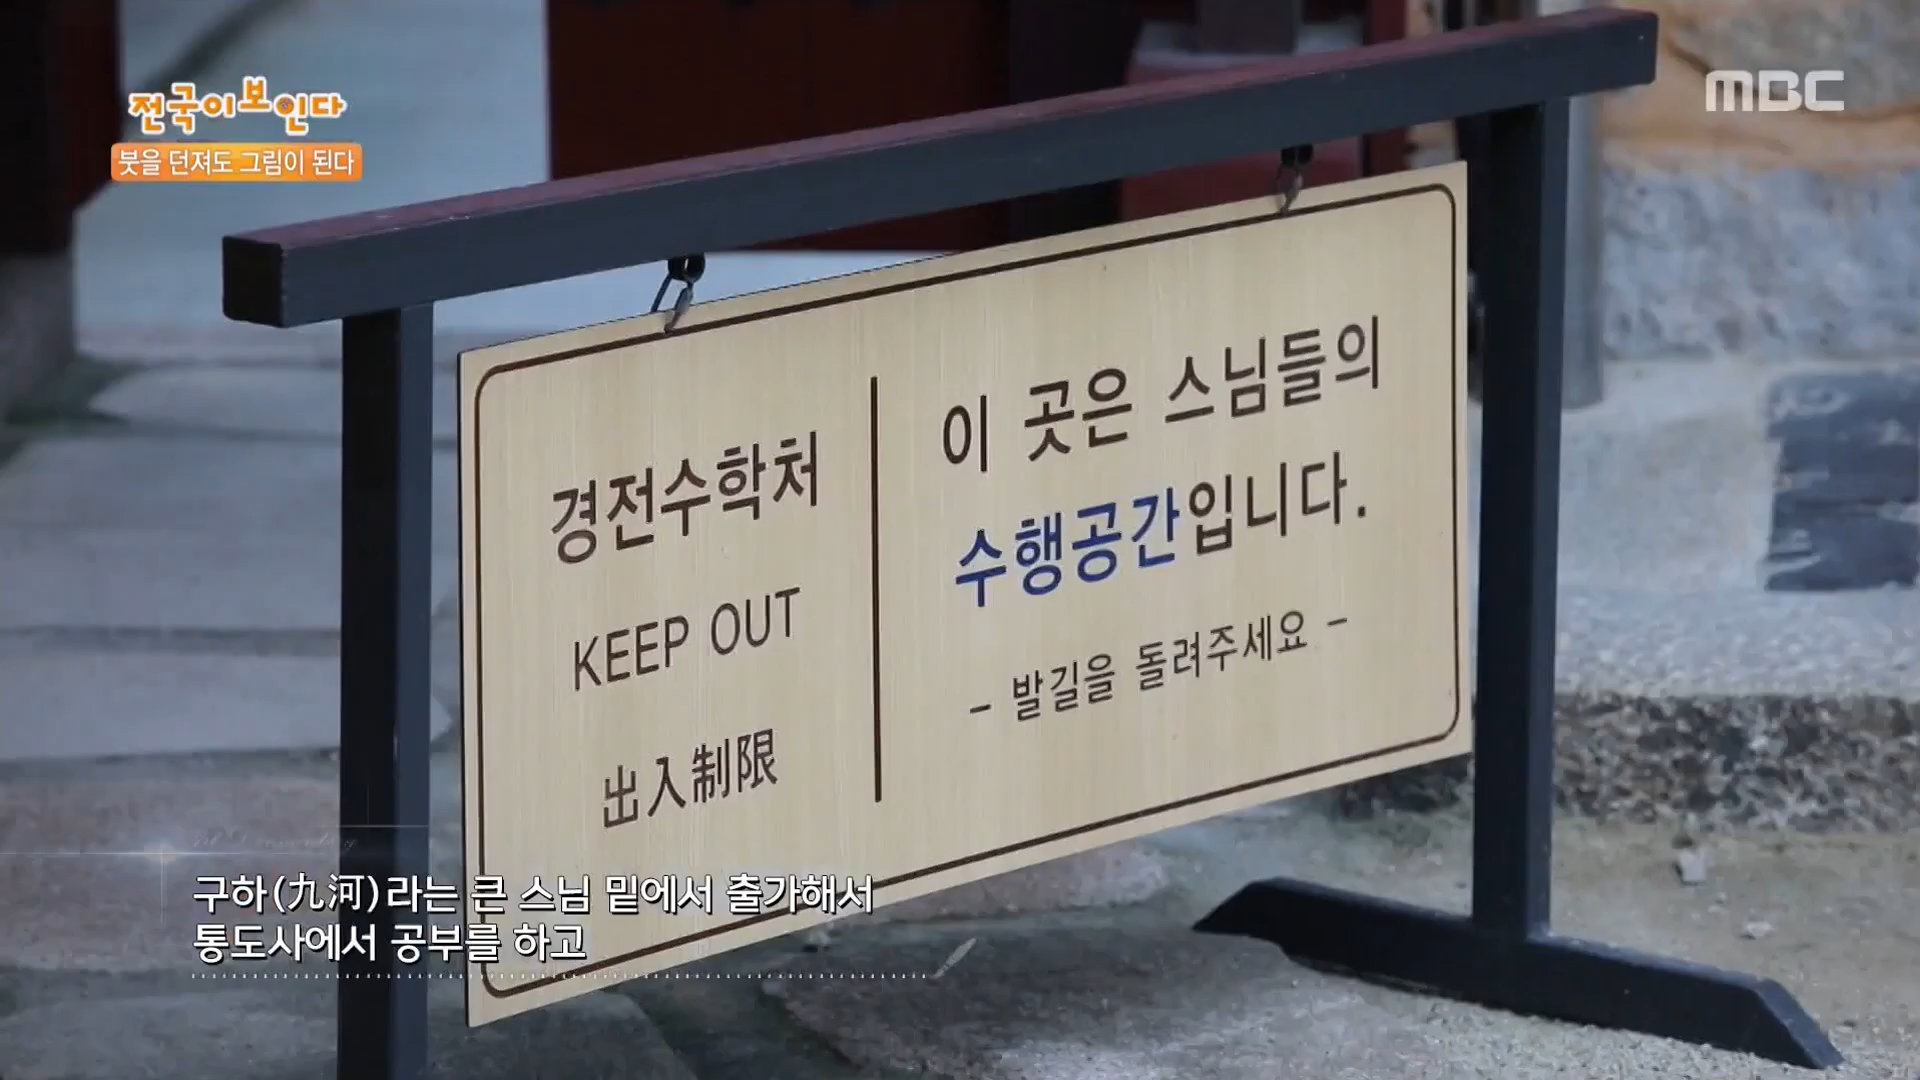 전국이보인다
붓을 던져도 그림이 된다
MBC
경전수학처
KEEP OUT
出入制限
이 곳은 스님들의
수행공간입니다.
- 발길을 돌려주세요 -
구하(九河)라는 큰 스님 밑에서 출가해서
통도사에서 공부를 하고